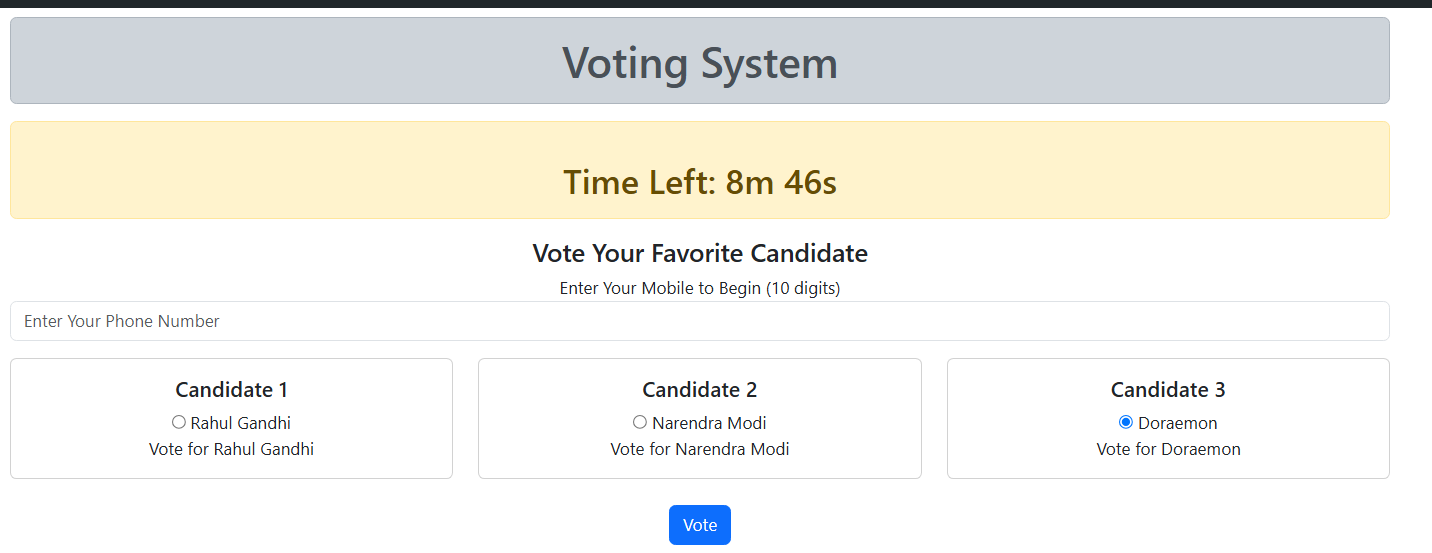 Voting System
Time Left: 8m 46s
Vote Your Favorite Candidate
Enter Your Mobile to Begin (10 digits)
Enter Your Phone Number
Candidate 1
Rahul Gandhi
Vote for Rahul Gandhi
Candidate 2
Narendra Modi
Vote for Narendra Modi
Candidate 3
Doraemon
Vote for Doraemon
Vote